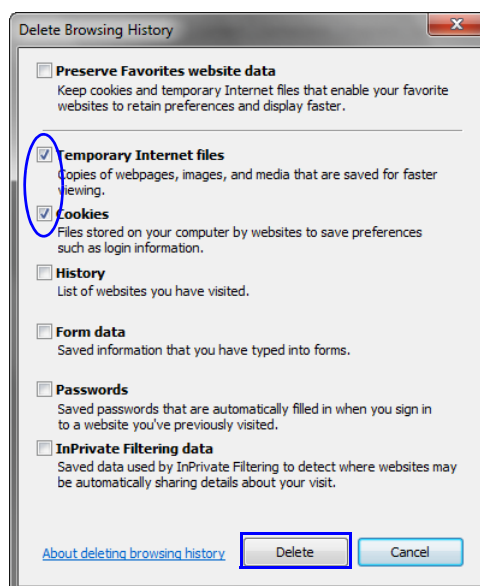 Delete Browsing History
Preserve Favorites website data
Keep cookies and temporary Internet files that enable your favorite
websites to retain preferences and display faster.
Temporary Internet files
Copies of webpages, images, and media that are saved for faster
viewing.
Cookies
Files stored on your computer by websites to save preferences
such as login information.
History
List of websites you have visited.
Form data
Saved information that you have typed into forms.
Passwords
Saved passwords that are automatically filled in when you sign in
to a website you've previously visited.
InPrivate Filtering data
Saved data used by InPrivate Filtering to detect where websites may
be automatically sharing details about your visit.
About deleting browsing history Delete Cancel